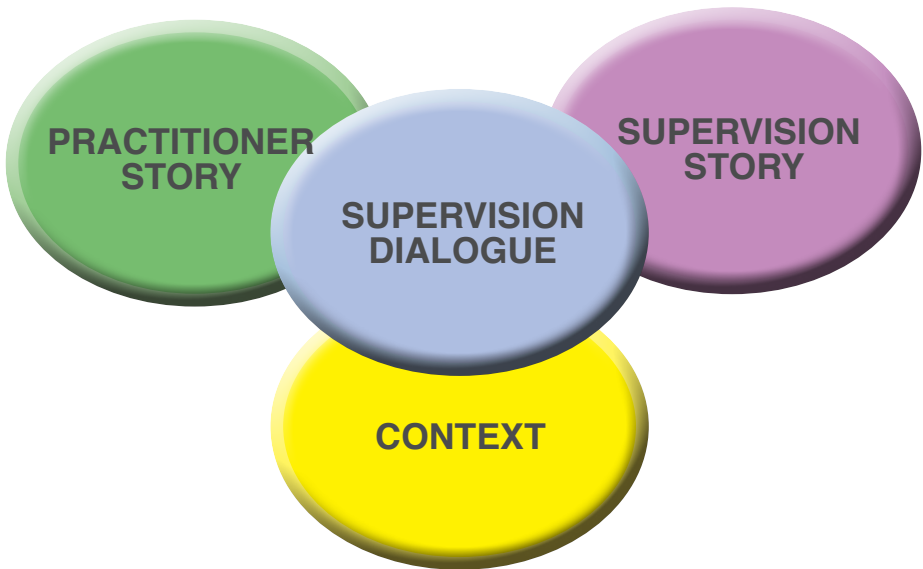 PRACTITIONER
STORY
SUPERVISION
STORY
SUPERVISION
DIALOGUE
CONTEXT